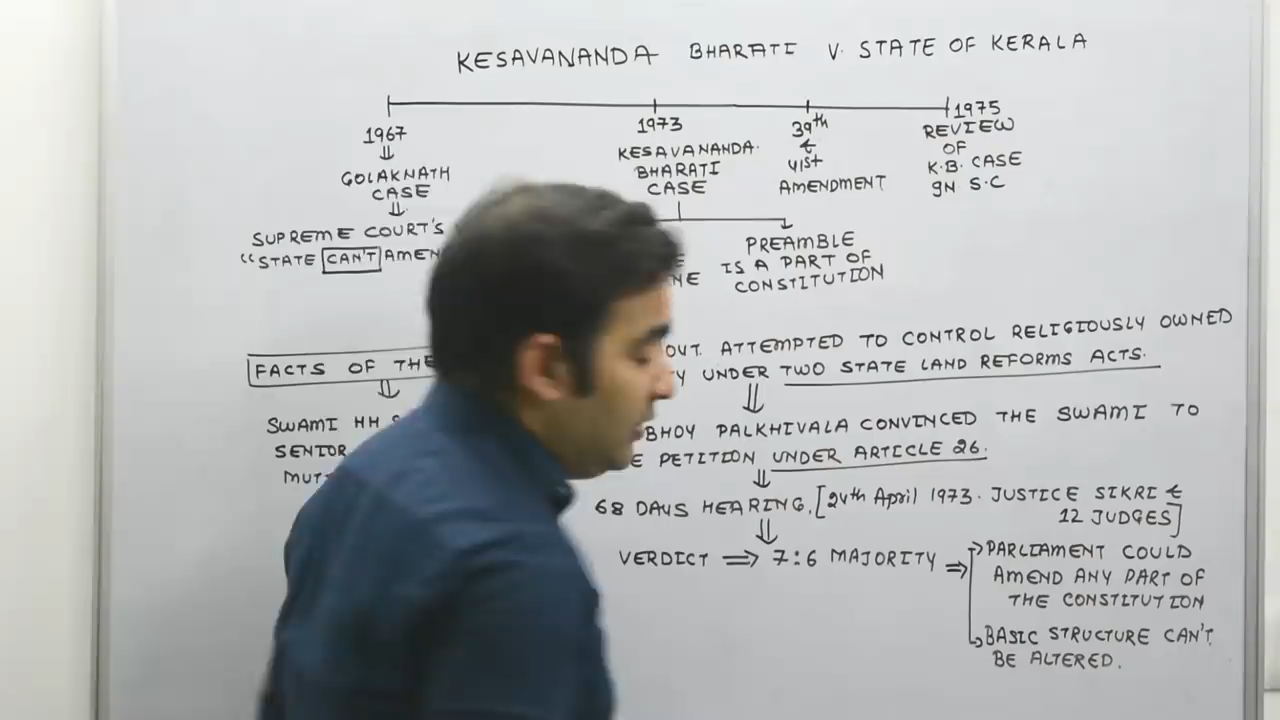 KESAVANANDA BHARATI V. STATE OF KERALA
1967
GOLAKNATH
CASE
SUPREME COURT'S
"STATE CAN'T
1973
KESAVANANDA
BHARATI
CASE
39th
&
41st
AMENDMENT
1975
REVIEW
OF
K.B. CASE
IN S.C
PREAMBLE
IS A PART OF
CONSTITUTION
FACTS OF THE
SWAMI HH
SENIOR
ATTEMPTED TO CONTROL RELIGIOUSLY OWNED
UNDER TWO STATE LAND REFORMS ACTS.
PALKHIVALA CONVINCED THE SWAMI TO
PETITION UNDER ARTICLE 26.
68 DAYS HEARING. [24th April 1973. JUSTICE SIKRI &
12 JUDGES]
VERDICT ⇒ 7:6 MAJORITY ⇒
PARLIAMENT COULD
AMEND ANY PART OF
THE CONSTITUTION
BASIC STRUCTURE CAN'T
BE ALTERED.